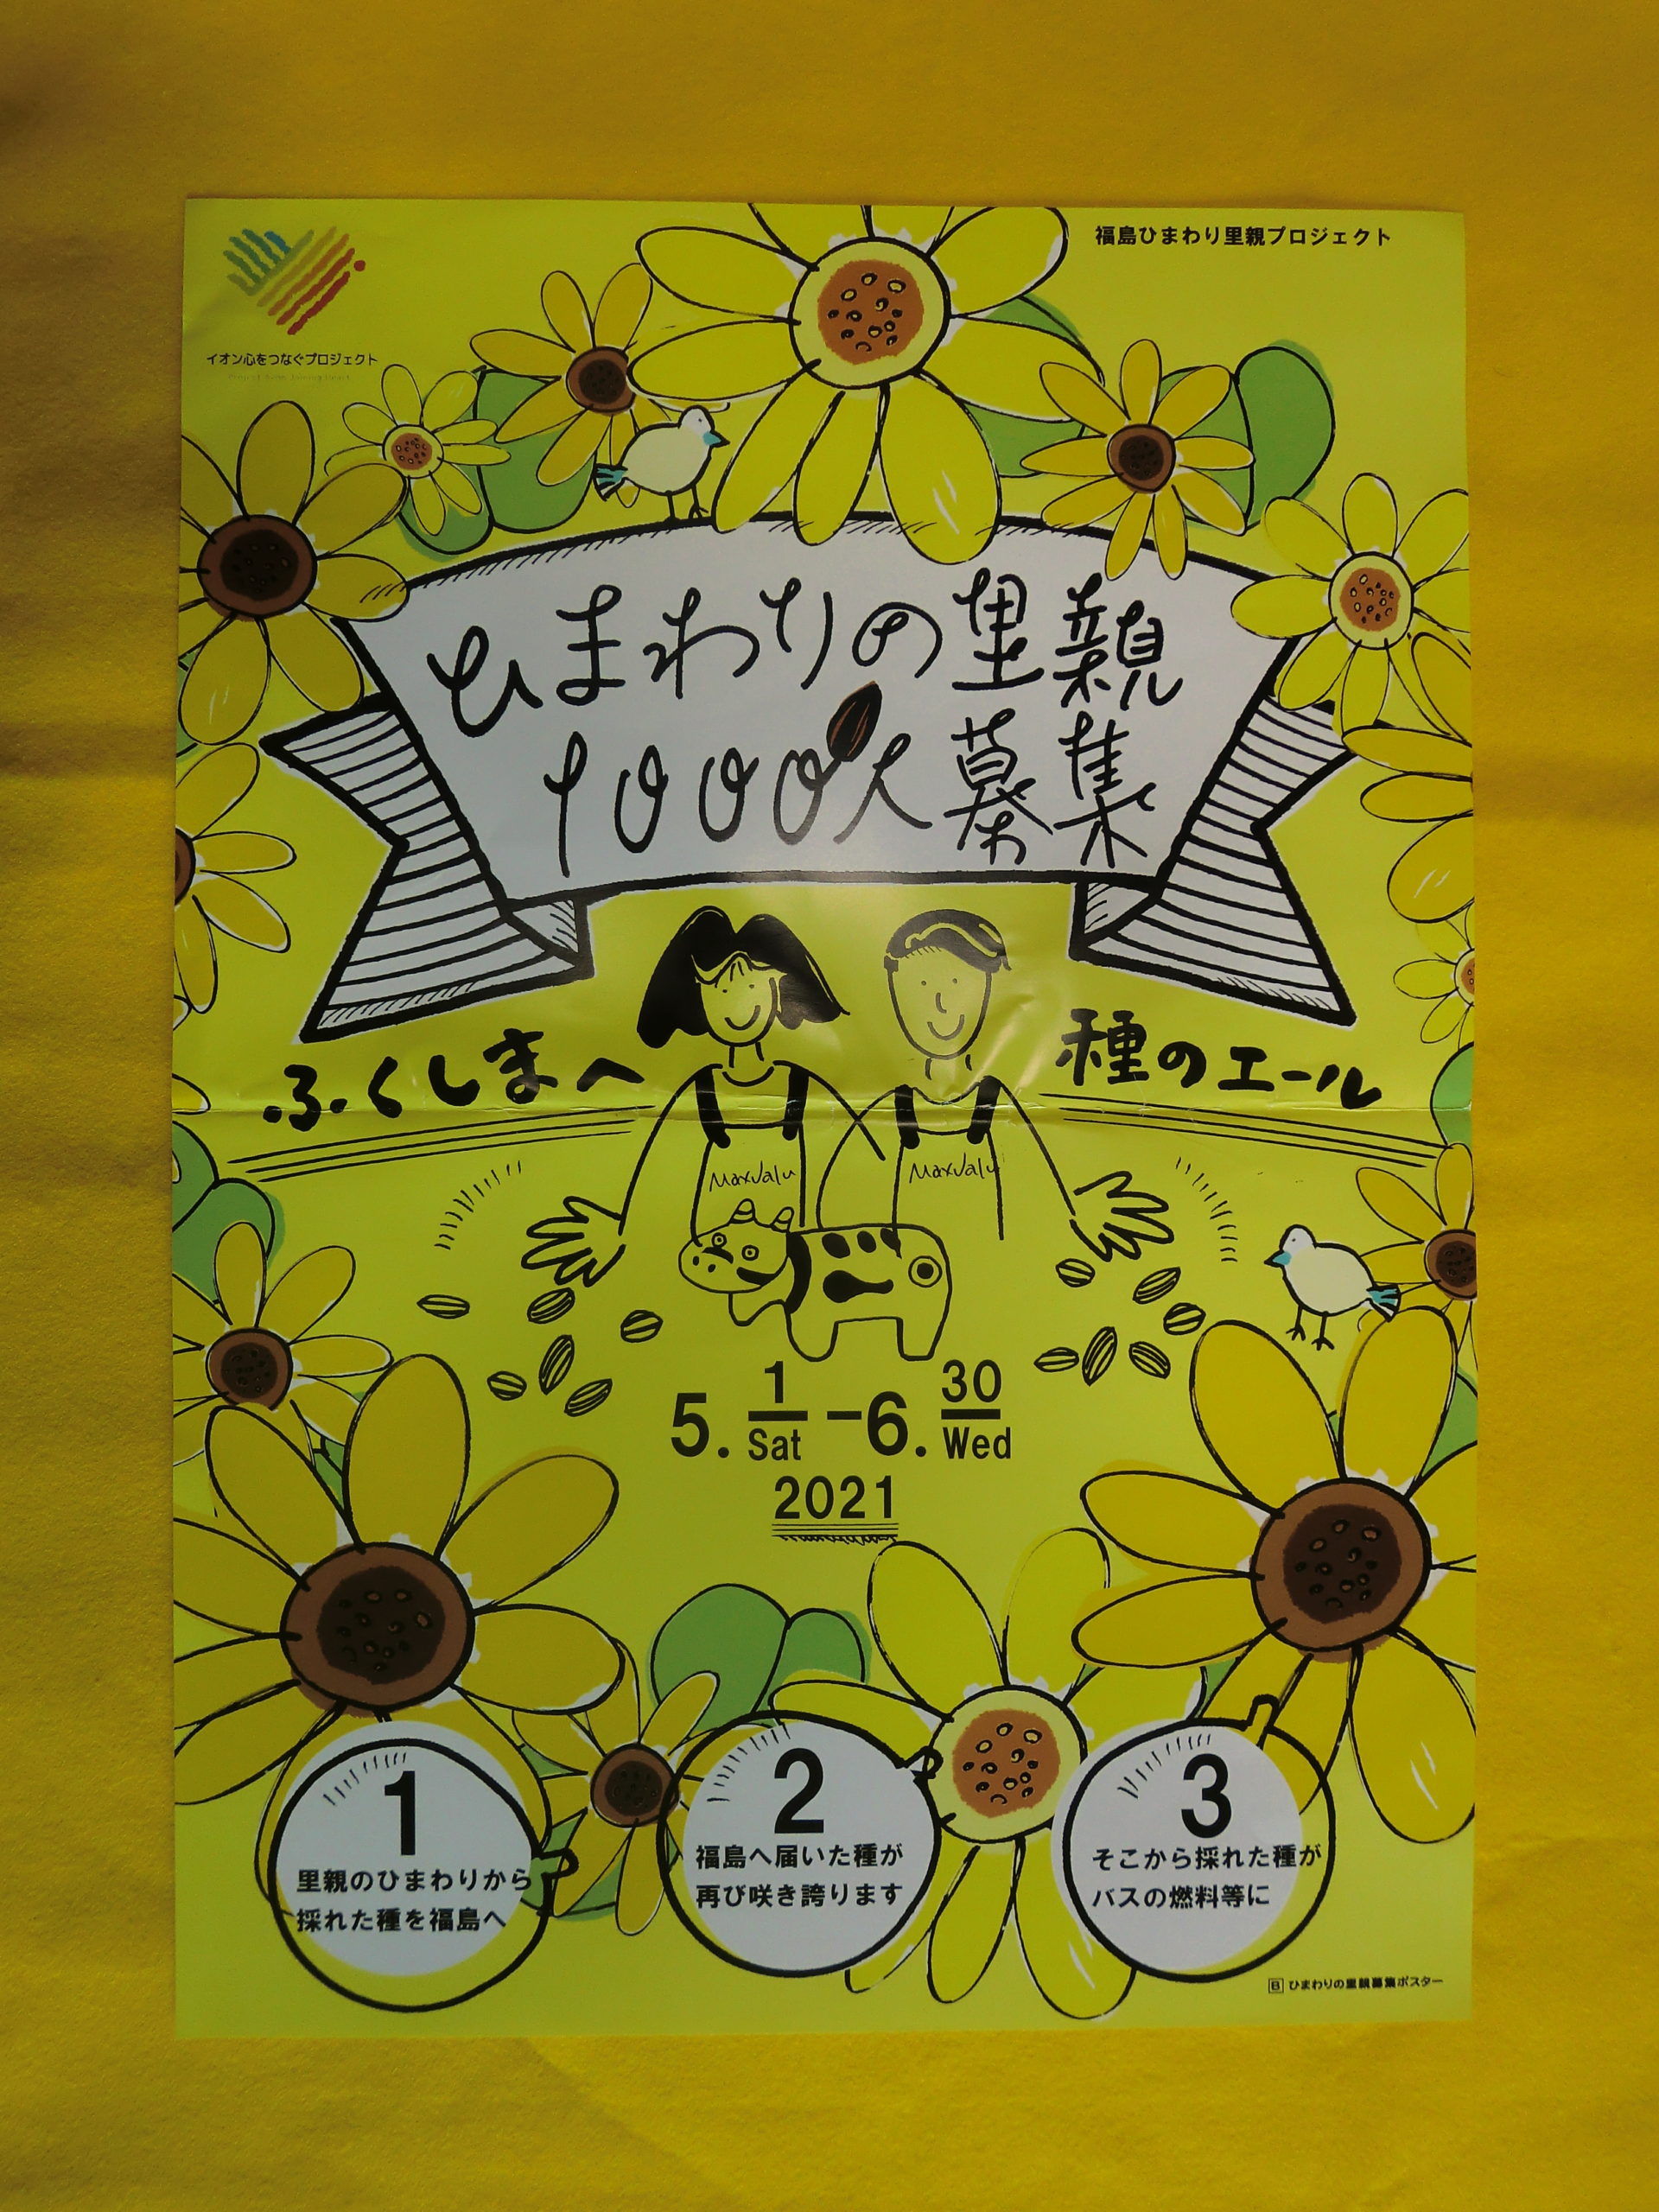 福島ひまわり里親プロジェクト
イオン心をつなぐプロジェクト
ひまわりの里親
1000人募集
ふくしまへ 種のエール
MaxValu MaxValu
5. 1 Sat - 6. 30 Wed
2021
1
里親のひまわりから
採れた種を福島へ
2
福島へ届いた種が
再び咲き誇ります
3
そこから採れた種が
バスの燃料等に
B ひまわりの里親募集ポスター